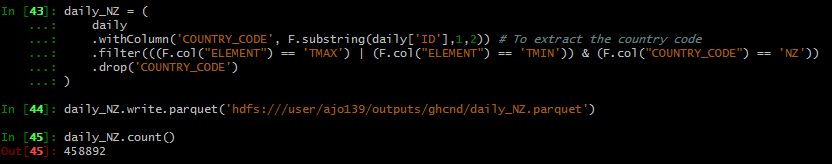 In [43]: daily_NZ = (
...:     daily
...:     .withColumn('COUNTRY_CODE', F.substring(daily['ID'],1,2)) # To extract the country code
...:     .filter(((F.col("ELEMENT") == 'TMAX') | (F.col("ELEMENT") == 'TMIN')) & (F.col("COUNTRY_CODE") == 'NZ'))
...:     .drop('COUNTRY_CODE')
...: )
In [44]: daily_NZ.write.parquet('hdfs:///user/ajo139/outputs/ghcnd/daily_NZ.parquet')
In [45]: daily_NZ.count()
Out[45]: 458892